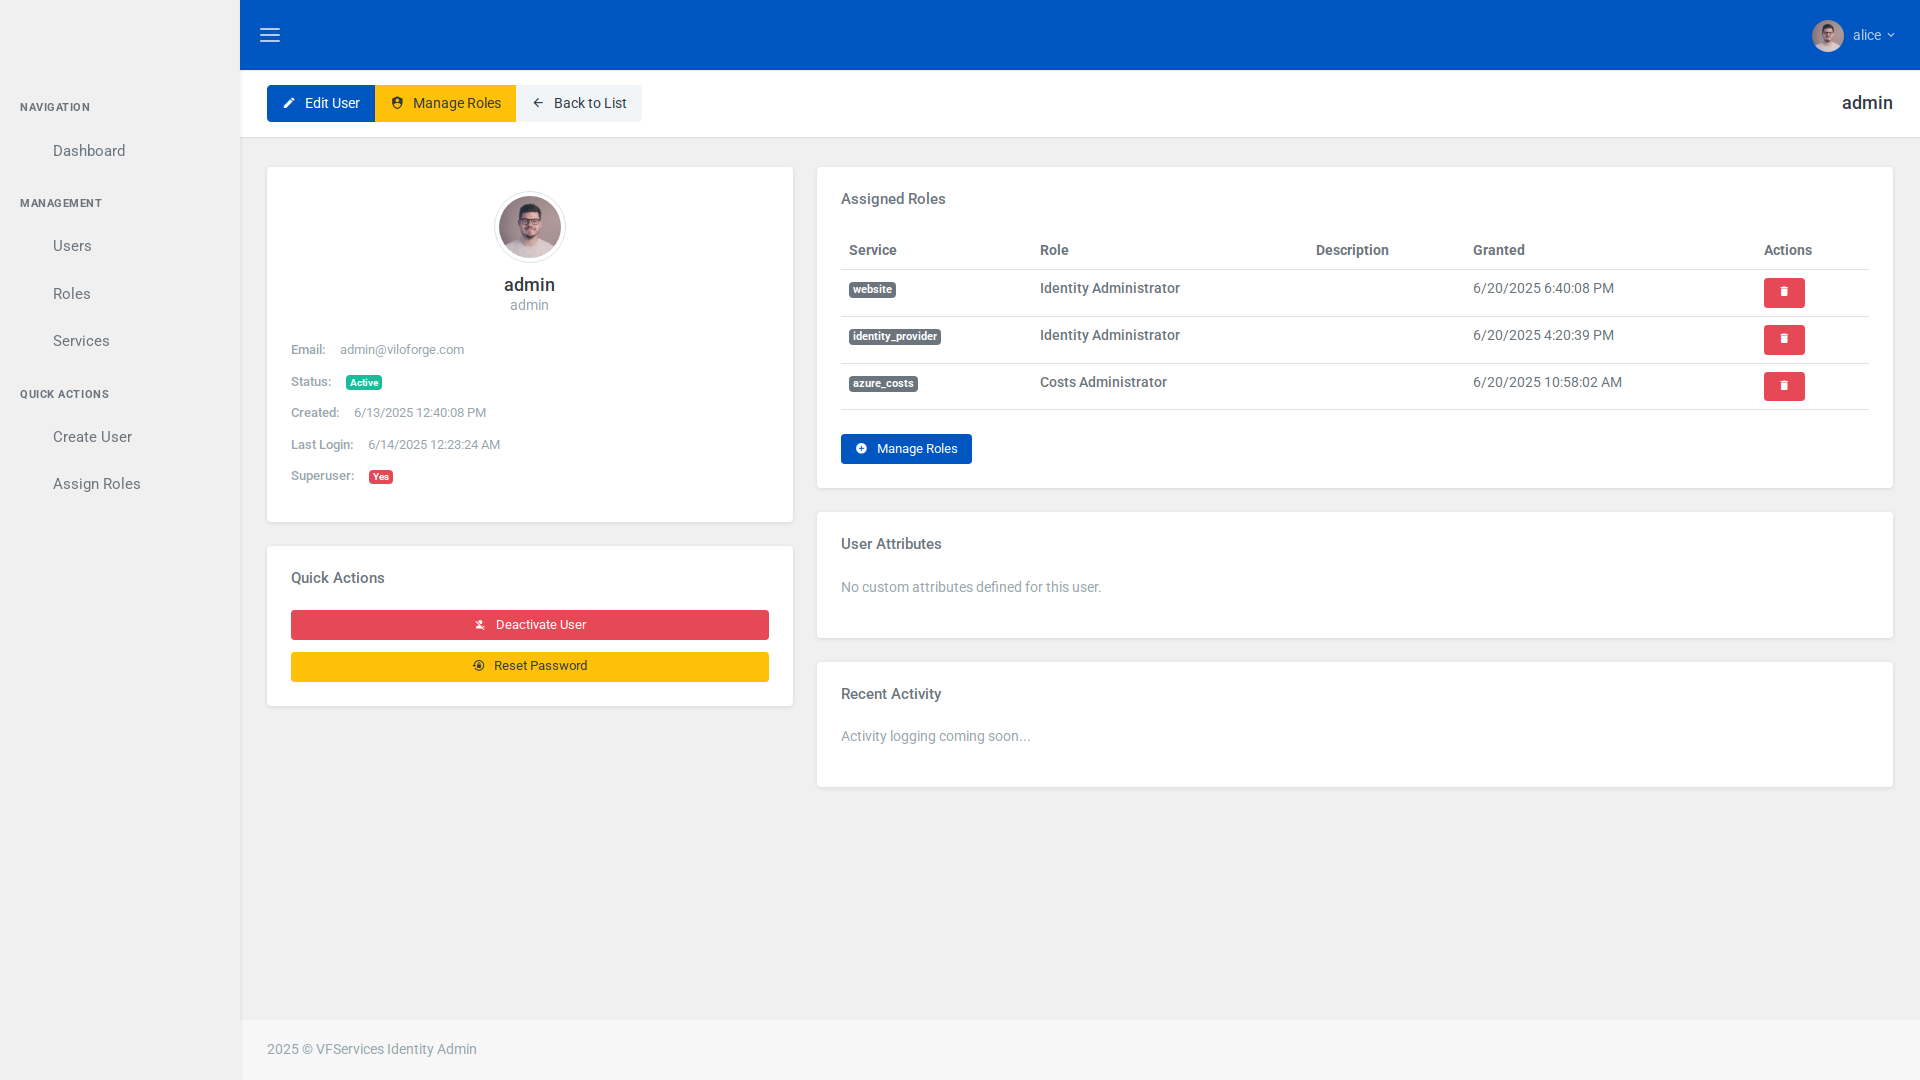 alice
Edit User
Manage Roles
Back to List
admin
NAVIGATION
Dashboard
MANAGEMENT
Users
Roles
Services
QUICK ACTIONS
Create User
Assign Roles
admin
admin
Email: admin@viloforge.com
Status: Active
Created: 6/13/2025 12:40:08 PM
Last Login: 6/14/2025 12:23:24 AM
Superuser: Yes
Quick Actions
Deactivate User
Reset Password
Assigned Roles
Service Role Description Granted Actions
website Identity Administrator 6/20/2025 6:40:08 PM
identity_provider Identity Administrator 6/20/2025 4:20:39 PM
azure_costs Costs Administrator 6/20/2025 10:58:02 AM
Manage Roles
User Attributes
No custom attributes defined for this user.
Recent Activity
Activity logging coming soon...
2025 © VFServices Identity Admin